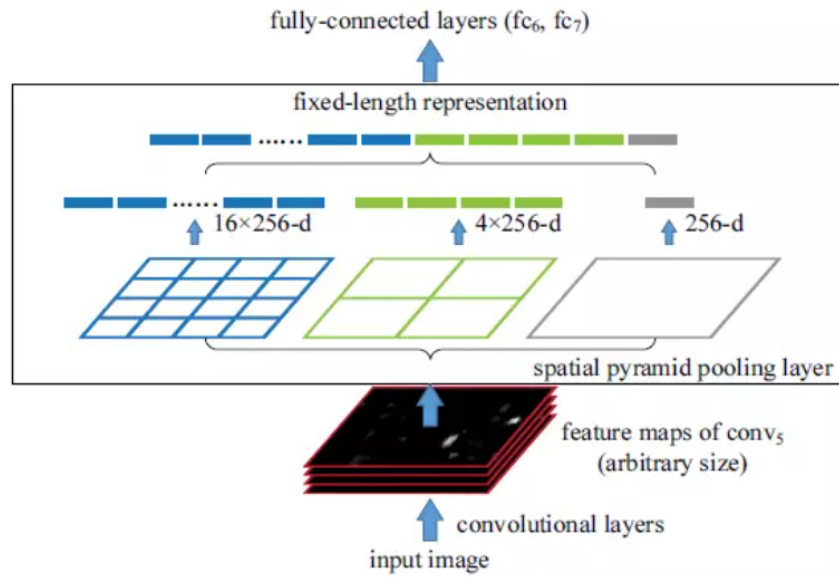 fully-connected layers (fc₆, fc₇)
fixed-length representation
16×256-d
4×256-d
256-d
spatial pyramid pooling layer
feature maps of conv₅
(arbitrary size)
convolutional layers
input image